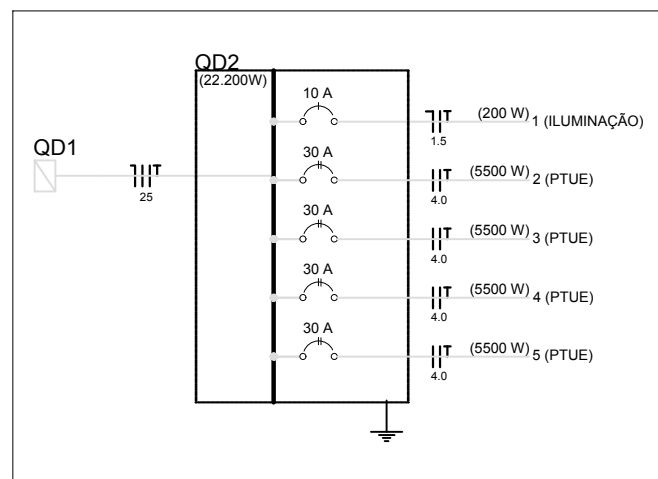 QD2
(22.200W)
10 A
(200 W) 1 (ILUMINAÇÃO)
1.5
QD1
25
30 A
(5500 W) 2 (PTUE)
4.0
30 A
(5500 W) 3 (PTUE)
4.0
30 A
(5500 W) 4 (PTUE)
4.0
30 A
(5500 W) 5 (PTUE)
4.0